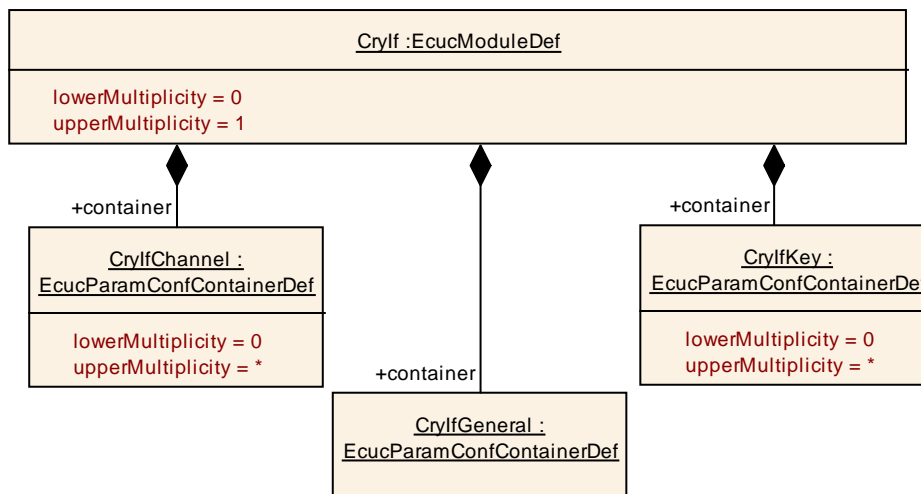 CryIf :EcucModuleDef
lowerMultiplicity = 0
upperMultiplicity = 1
+container
+container
CryIfChannel :
EcucParamConfContainerDef
lowerMultiplicity = 0
upperMultiplicity = *
CryIfKey :
EcucParamConfContainerDef
lowerMultiplicity = 0
upperMultiplicity = *
+container
CryIfGeneral :
EcucParamConfContainerDef